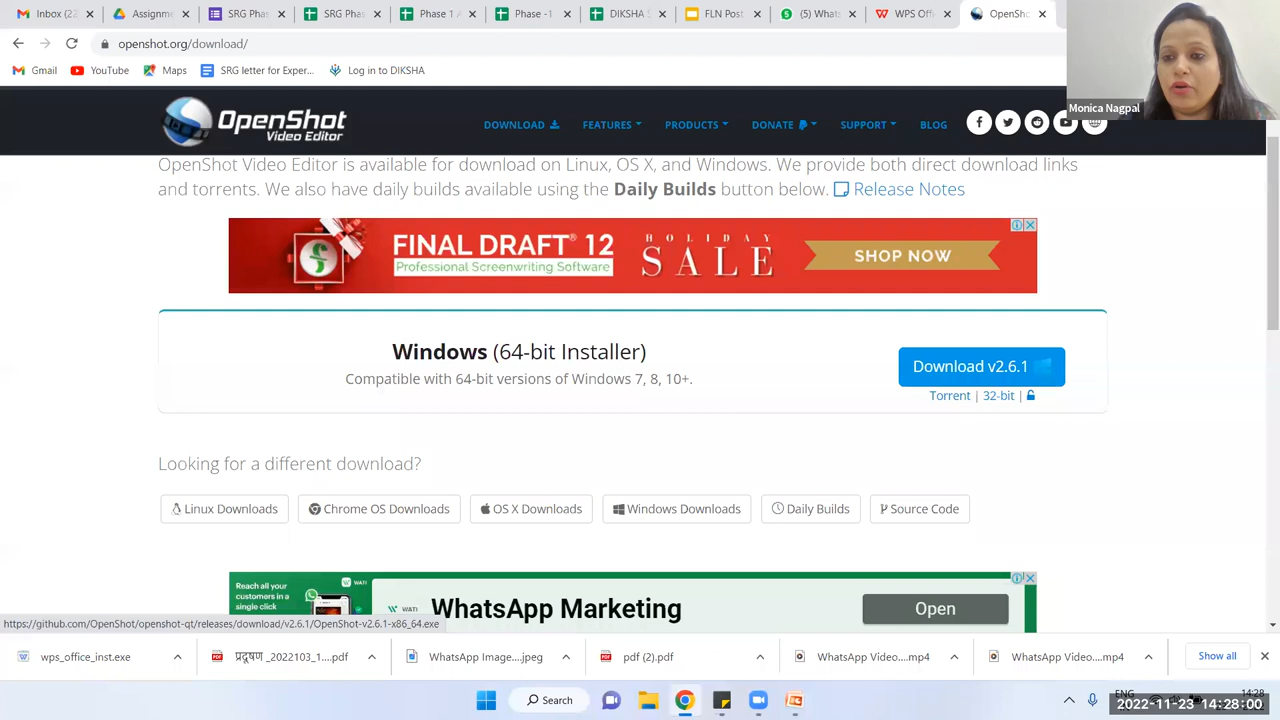 Inbox (22
Assignme
SRG Pha
SRG Phas
Phase 1 A
Phase -1
DIKSHA S
FLN Post
(5) Whats
WPS Offi
OpenSho
openshot.org/download/
Gmail
YouTube
Maps
SRG letter for Exper...
Log in to DIKSHA
Monica Nagpal
OpenShot
Video Editor
DOWNLOAD
FEATURES
PRODUCTS
DONATE
SUPPORT
BLOG
OpenShot Video Editor is available for download on Linux, OS X, and Windows. We provide both direct download links
and torrents. We also have daily builds available using the Daily Builds button below. Release Notes
FINAL DRAFT® 12
Professional Screenwriting Software
HOLIDAY
SALE
SHOP NOW
Windows (64-bit Installer)
Compatible with 64-bit versions of Windows 7, 8, 10+.
Download v2.6.1
Torrent | 32-bit |
Looking for a different download?
Linux Downloads
Chrome OS Downloads
OS X Downloads
Windows Downloads
Daily Builds
Source Code
Reach all your
customers in a
single click
WATI
WATI
WhatsApp Marketing
Open
https://github.com/OpenShot/openshot-qt/releases/download/v2.6.1/OpenShot-v2.6.1-x86_64.exe
wps_office_inst.exe
प्रदूषण _2022103_1....pdf
WhatsApp Image....jpeg
pdf (2).pdf
WhatsApp Video....mp4
WhatsApp Video....mp4
Show all
Search
ENG
14:28
2022-11-23 14:28:00